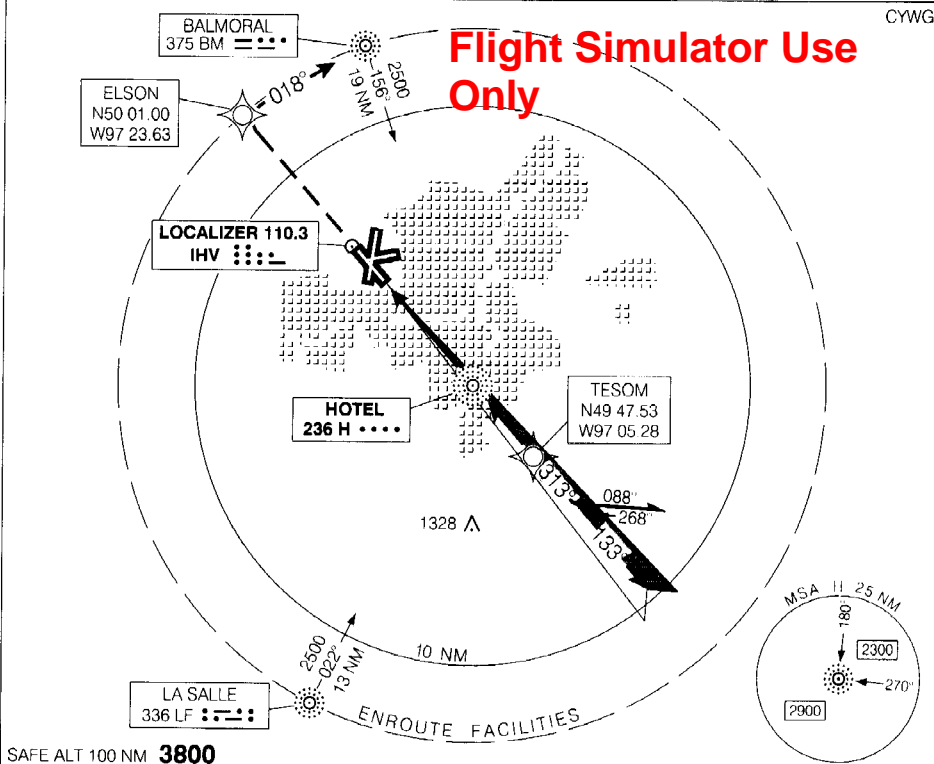 CYWG
BALMORAL
375 BM
Flight Simulator Use
Only
ELSON
N50 01.00
W97 23.63
018°
2500
156°
19 NM
LOCALIZER 110.3
IHV
HOTEL
236 H
TESOM
N49 47.53
W97 05 28
313°
088°
268°
133°
1328
MSA H 25 NM
180°
2300
270°
2900
2500
022°
13 NM
10 NM
LA SALLE
336 LF
ENROUTE FACILITIES
SAFE ALT 100 NM 3800